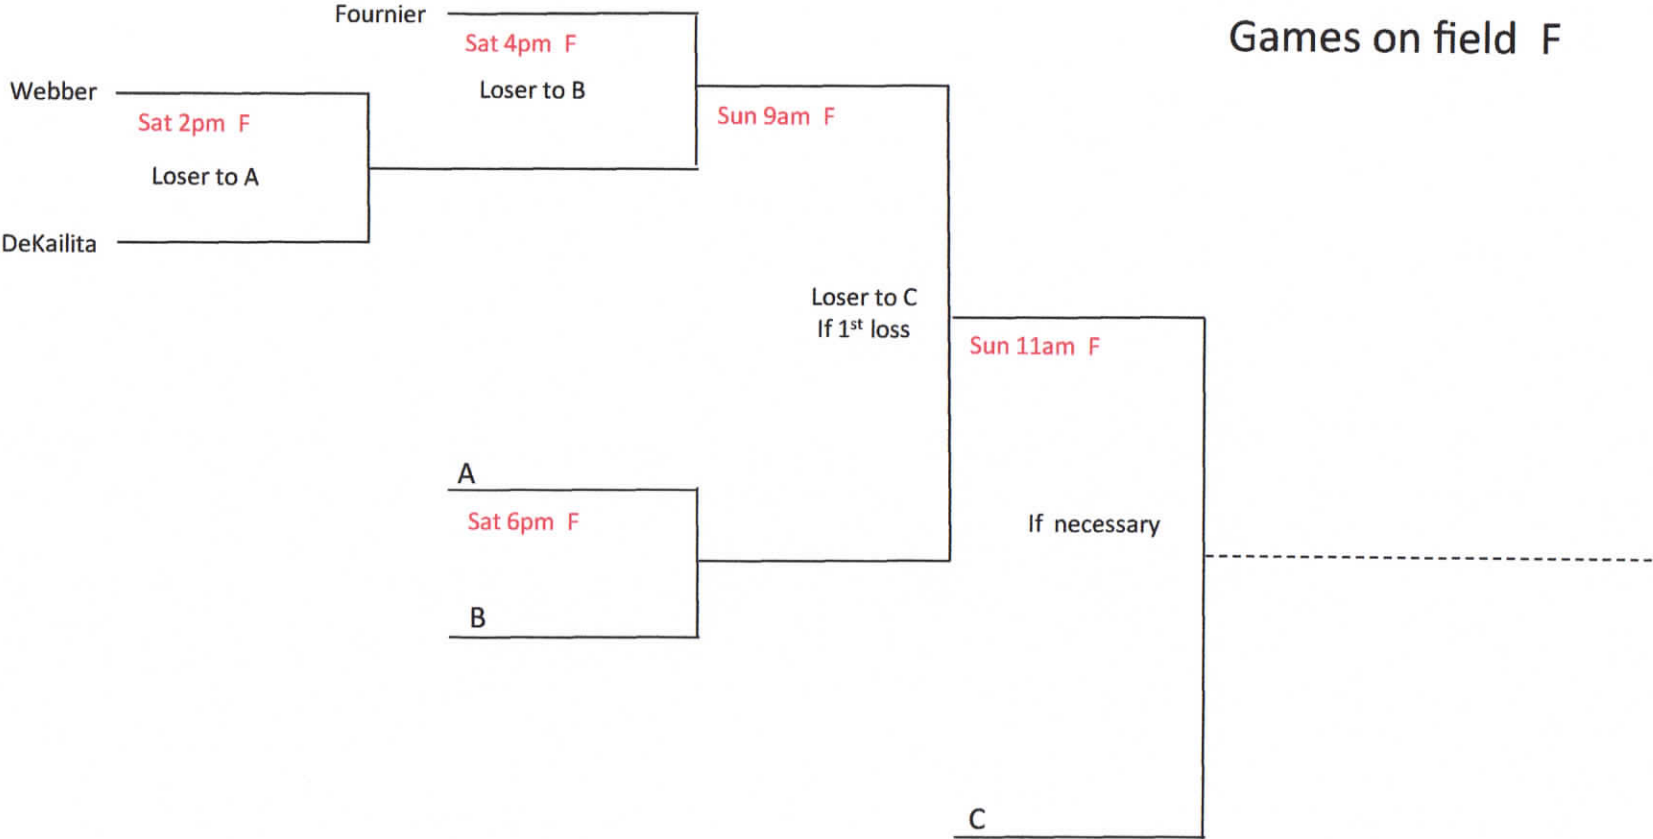 Fournier
Games on field F
Sat 4pm F
Webber
Loser to B
Sat 2pm F
Sun 9am F
Loser to A
DeKailita
Loser to C
If 1st loss
Sun 11am F
A
Sat 6pm F
If necessary
B
C